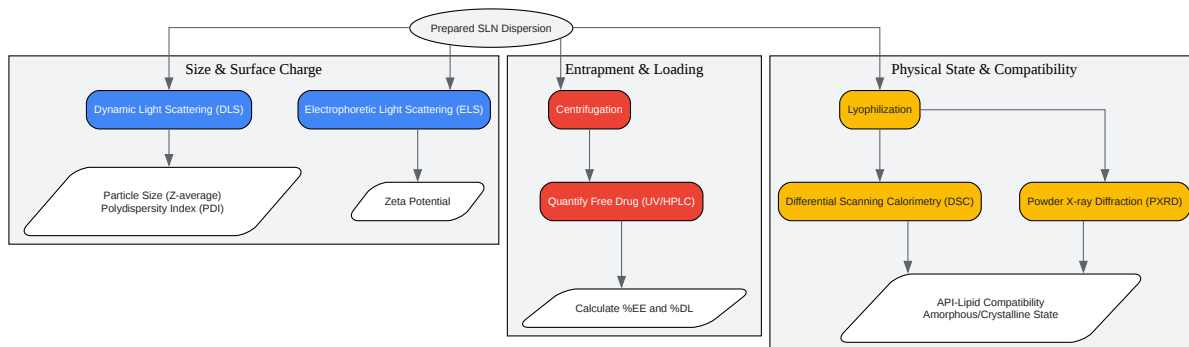 Prepared SLN Dispersion
Size & Surface Charge
Dynamic Light Scattering (DLS)
Electrophoretic Light Scattering (ELS)
Particle Size (Z-average)
Polydispersity Index (PDI)
Zeta Potential
Entrapment & Loading
Centrifugation
Quantify Free Drug (UV/HPLC)
Calculate %EE and %DL
Physical State & Compatibility
Lyophilization
Differential Scanning Calorimetry (DSC)
Powder X-ray Diffraction (PXRD)
API-Lipid Compatibility
Amorphous/Crystalline State